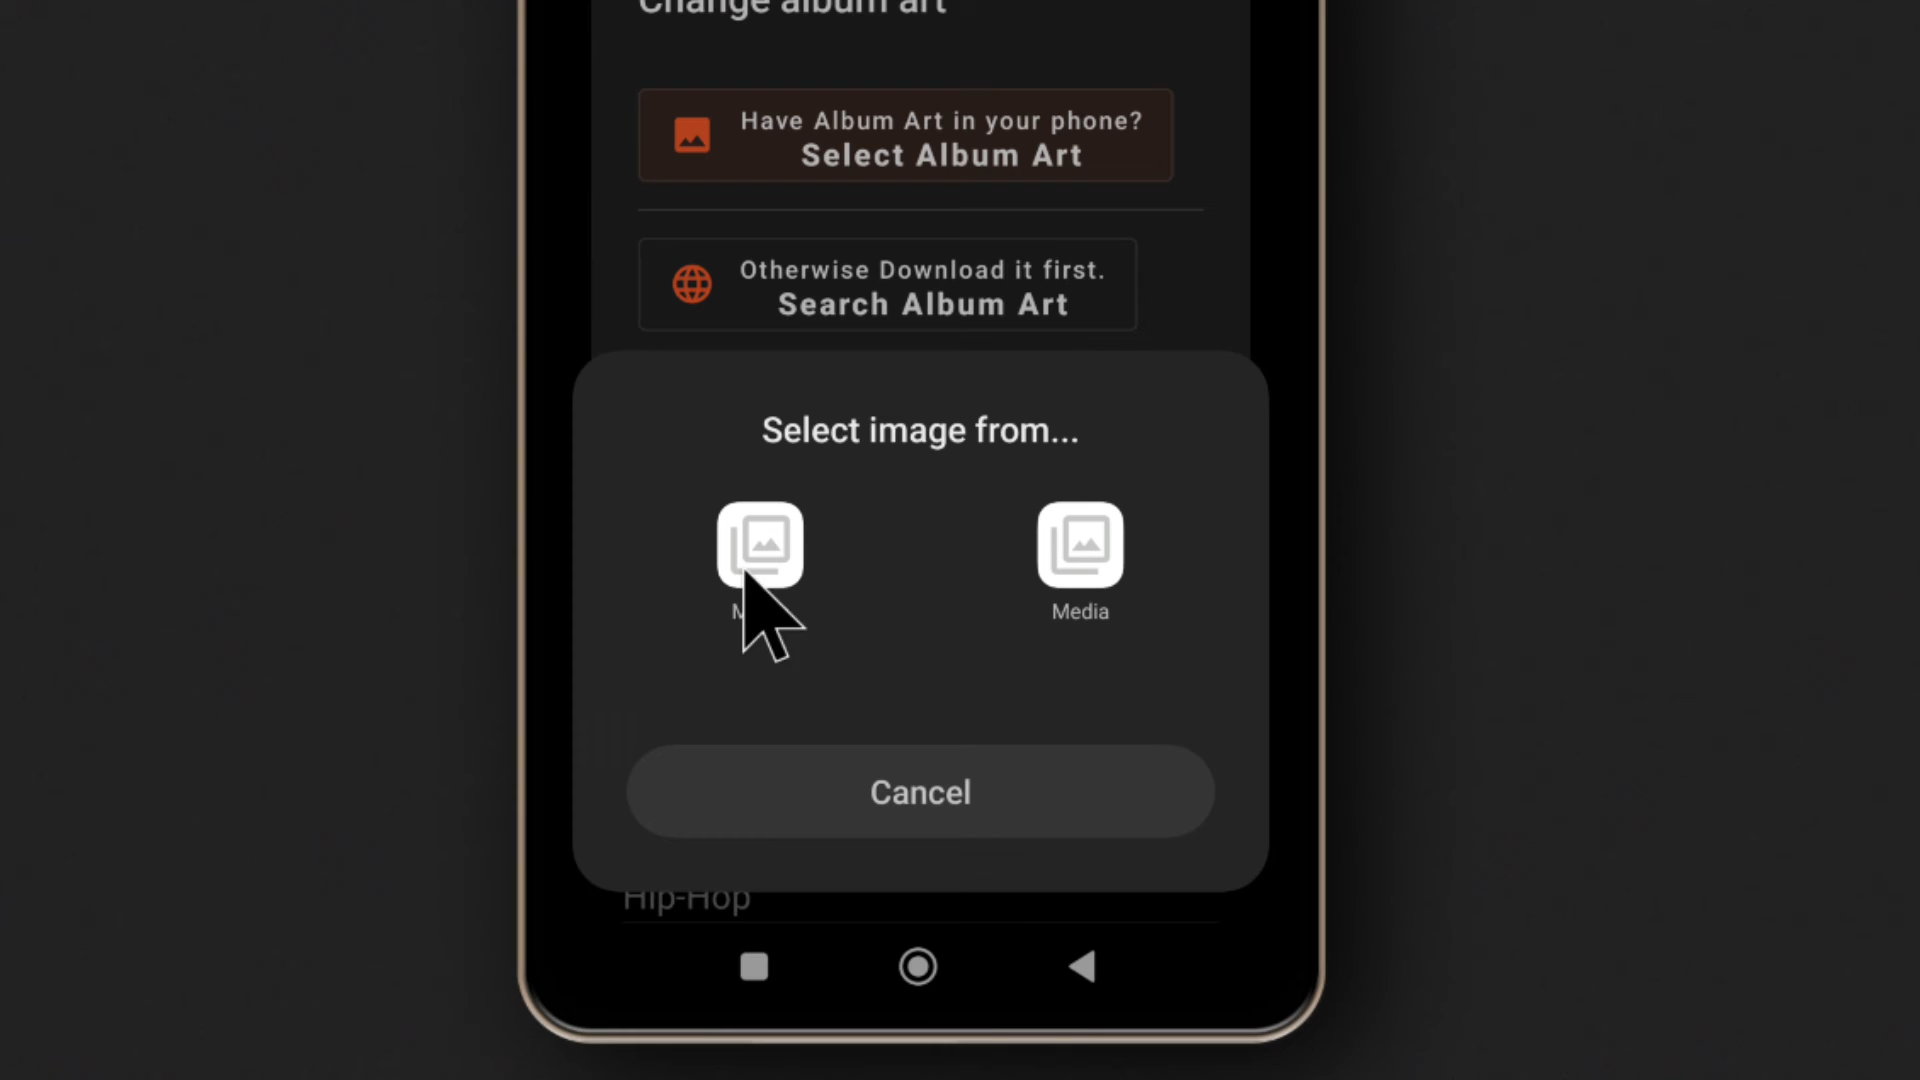 Change album art
Have Album Art in your phone?
Select Album Art
Otherwise Download it first.
Search Album Art
Select image from...
Media
Cancel
Hip-Hop